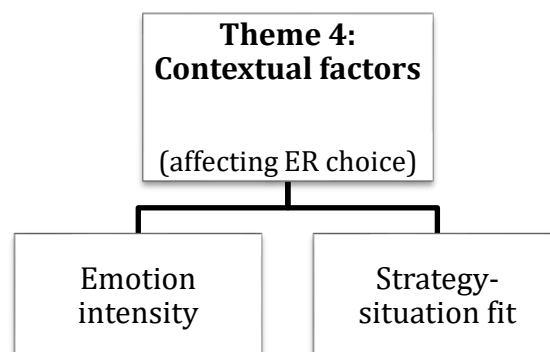 Theme 4:
Contextual factors
(affecting ER choice)
Emotion
intensity
Strategy-
situation fit